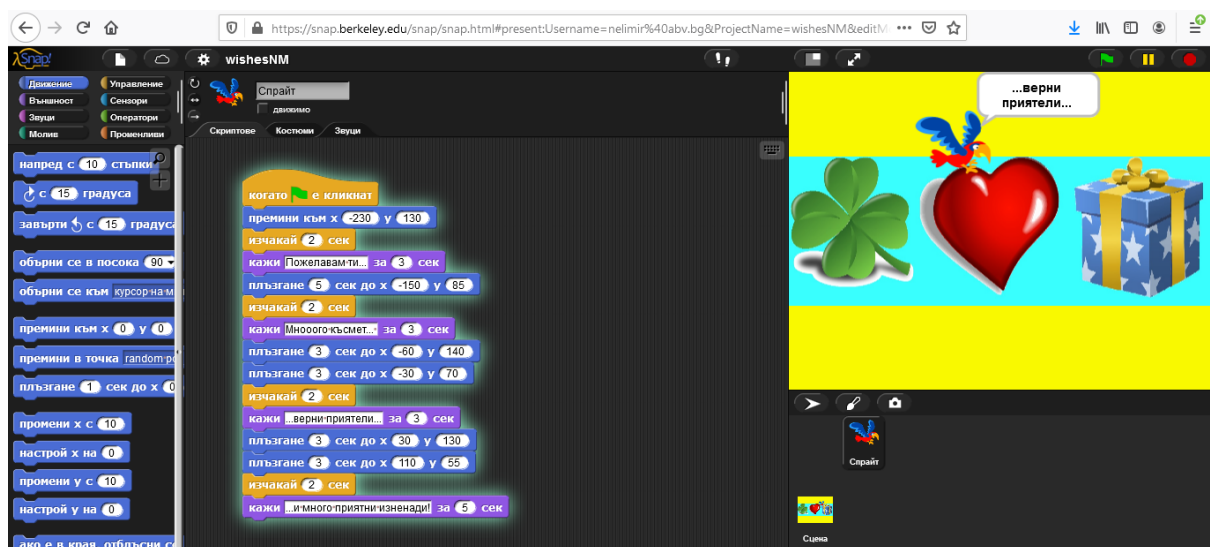 https://snap.berkeley.edu/snap/snap.html#present:Username=nelimir%40abv.bg&ProjectName=wishesNM&editM
Snap!
wishesNM
Движение
Управление
Външност
Сензори
Звуци
Оператори
Молив
Променливи
Спрайт
движимо
Скриптове Костюми Звуци
напред с 10 стъпки
с 15 градуса
завърти с 15 градуса
обърни се в посока 90
обърни се към курсор на м
премини към x 0 y 0
премини в точка random po
плъзгане 1 сек до x 0
промени x с 10
настрой x на 0
промени y с 10
настрой y на 0
ако е в края, отблъсни се
когато е кликнат
премини към x -230 y 130
изчакай 2 сек
кажи Пожелавам·ти... за 3 сек
плъзгане 5 сек до x -150 y 85
изчакай 2 сек
кажи Мнооого·късмет...· за 3 сек
плъзгане 3 сек до x -60 y 140
плъзгане 3 сек до x -30 y 70
изчакай 2 сек
кажи ...верни·приятели... за 3 сек
плъзгане 3 сек до x 30 y 130
плъзгане 3 сек до x 110 y 55
изчакай 2 сек
кажи ...и·много·приятни·изненади! за 5 сек
...верни
приятели...
Спрайт
Сцена